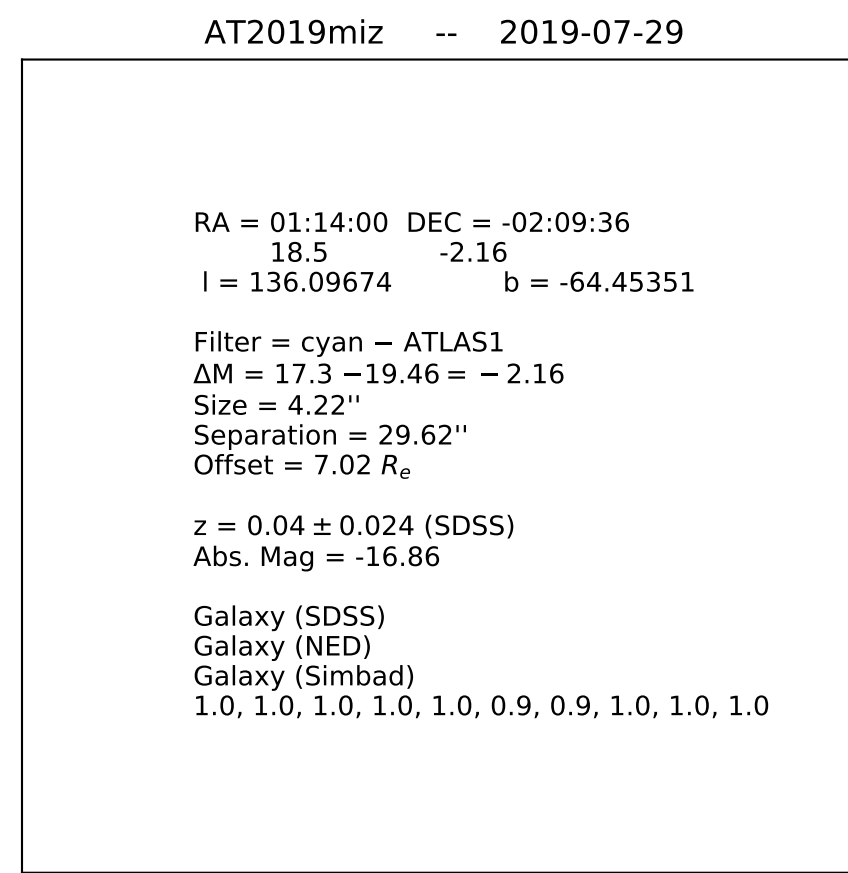 AT2019miz -- 2019-07-29
RA = 01:14:00 DEC = -02:09:36
18.5 -2.16
l = 136.09674 b = -64.45351
Filter = cyan − ATLAS1
ΔM = 17.3 −19.46 = − 2.16
Size = 4.22''
Separation = 29.62''
Offset = 7.02 Rₑ
z = 0.04 ± 0.024 (SDSS)
Abs. Mag = -16.86
Galaxy (SDSS)
Galaxy (NED)
Galaxy (Simbad)
1.0, 1.0, 1.0, 1.0, 1.0, 0.9, 0.9, 1.0, 1.0, 1.0